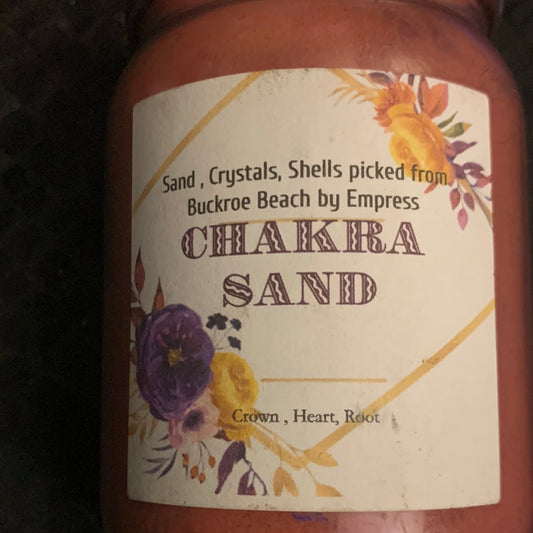 Sand , Crystals, Shells picked from
Buckroe Beach by Empress
CHAKRA
SAND
Crown , Heart, Root